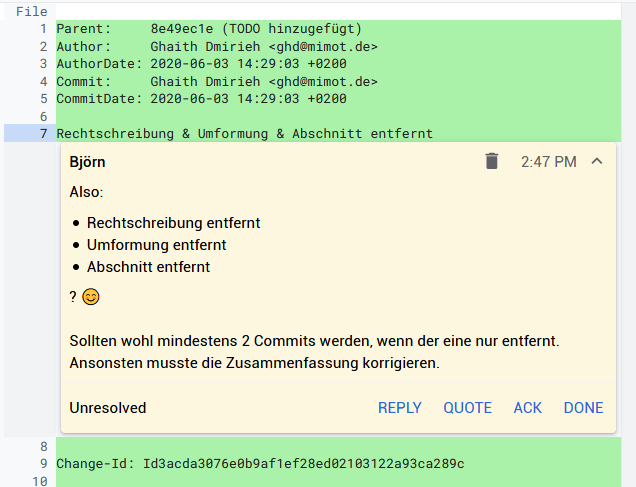 File
1 Parent: 8e49ec1e (TODO hinzugefügt)
2 Author: Ghaith Dmirieh <ghd@mimot.de>
3 AuthorDate: 2020-06-03 14:29:03 +0200
4 Commit: Ghaith Dmirieh <ghd@mimot.de>
5 CommitDate: 2020-06-03 14:29:03 +0200
6
7 Rechtschreibung & Umformung & Abschnitt entfernt
Björn 2:47 PM
Also:
• Rechtschreibung entfernt
• Umformung entfernt
• Abschnitt entfernt
? 😊
Sollten wohl mindestens 2 Commits werden, wenn der eine nur entfernt.
Ansonsten musste die Zusammenfassung korrigieren.
Unresolved REPLY QUOTE ACK DONE
8
9 Change-Id: Id3acda3076e0b9af1ef28ed02103122a93ca289c
10